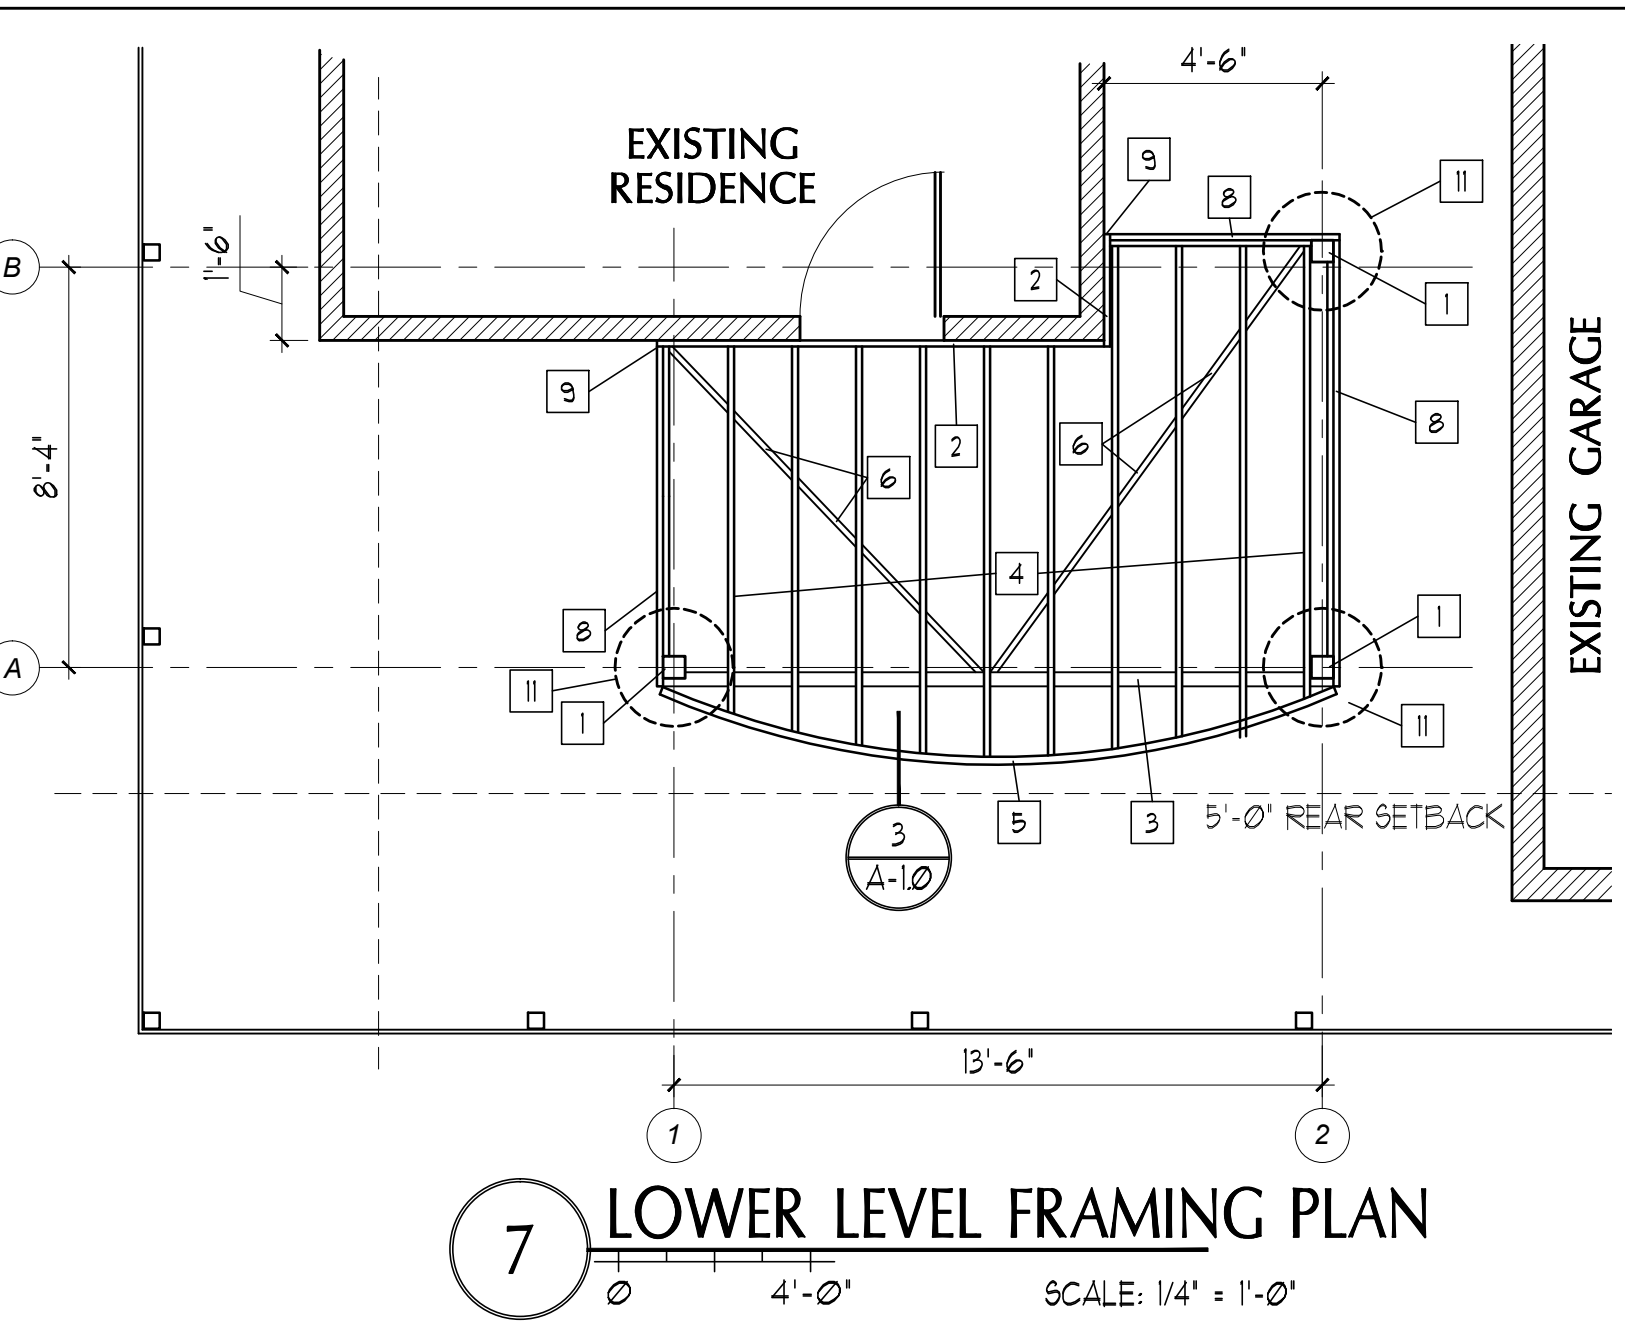 4'-6"
EXISTING
RESIDENCE
9
8
11
B
1'-6"
2
1
9
8
8'-4"
2
6
6
EXISTING GARAGE
4
8
1
A
11
1
11
5
3
5'-Ø" REAR SETBACK
3
A-1.Ø
13'-6"
1
2
7
LOWER LEVEL FRAMING PLAN
Ø
4'-Ø"
SCALE: 1/4" = 1'-Ø"